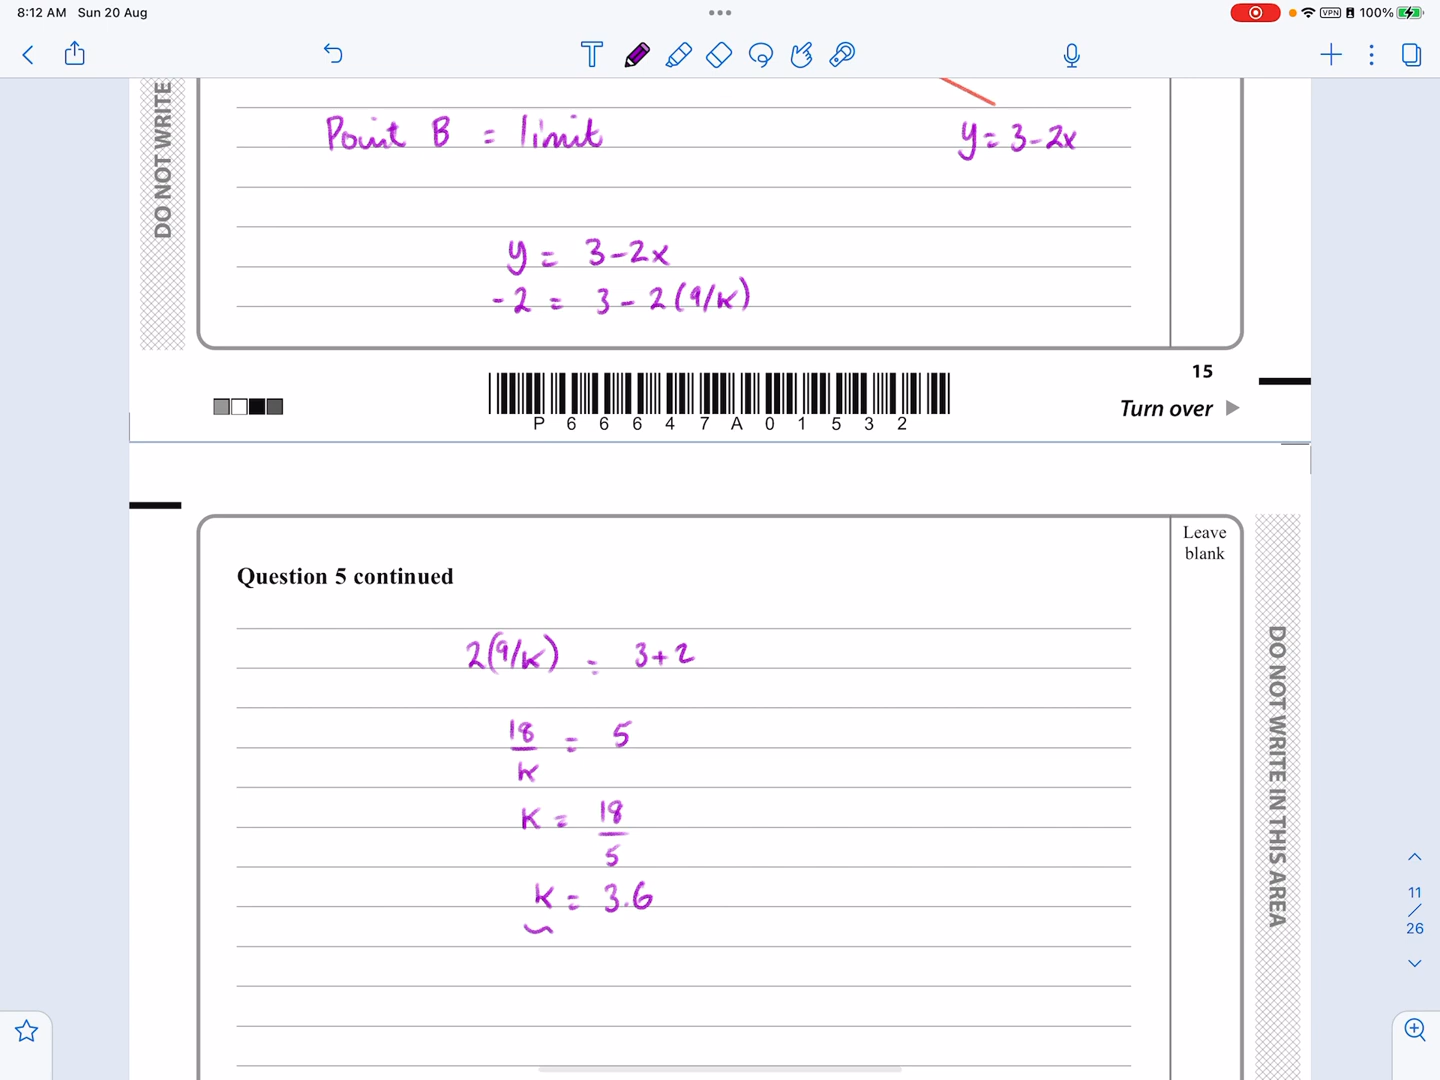 8:12 AM Sun 20 Aug
VPN 100%
T
DO NOT WRITE
Point B = limit
y = 3-2x
y = 3-2x
-2 = 3-2(9/k)
15
Turn over
P 6 6 6 4 7 A 0 1 5 3 2
Leave
blank
Question 5 continued
2(9/k) = 3+2
18
— = 5
k
k = 18
—
5
k = 3.6
DO NOT WRITE IN THIS AREA
11
/
26